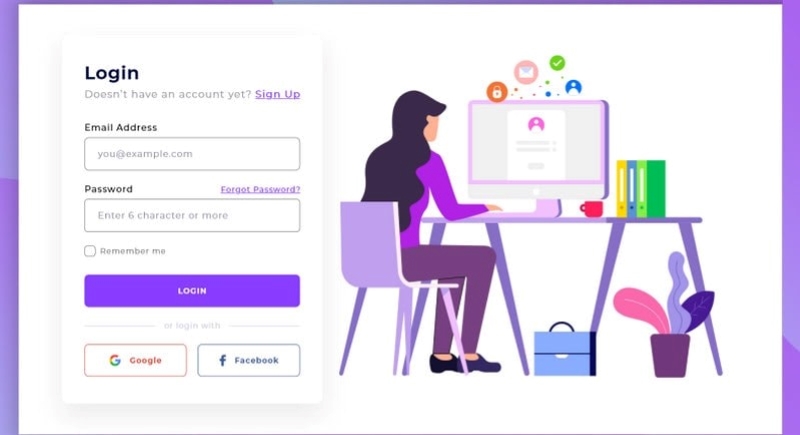 Login
Doesn't have an account yet? Sign Up
Email Address
you@example.com
Password Forgot Password?
Enter 6 character or more
Remember me
LOGIN
or login with
Google Facebook